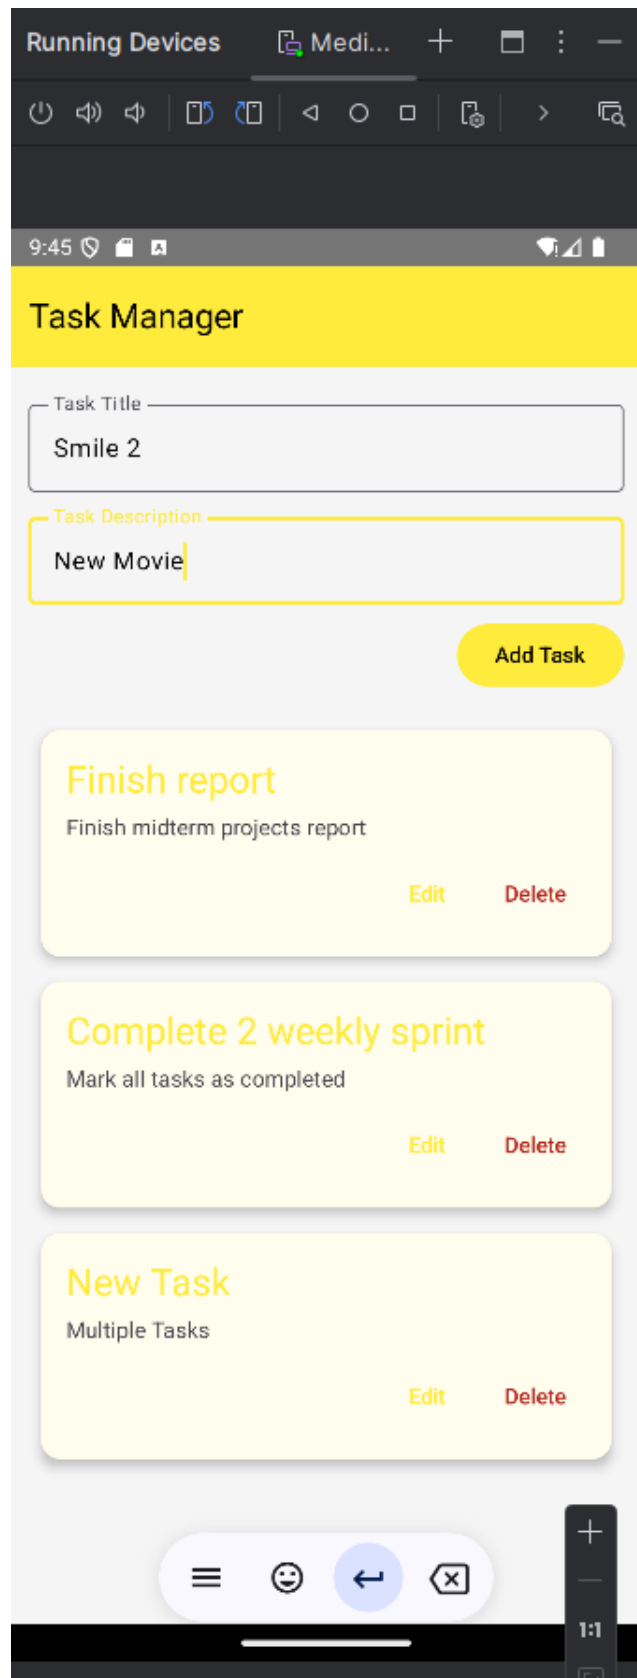 Running Devices Medi...
9:45
Task Manager
Task Title
Smile 2
Task Description
New Movie
Add Task
Finish report
Finish midterm projects report
Edit Delete
Complete 2 weekly sprint
Mark all tasks as completed
Edit Delete
New Task
Multiple Tasks
Edit Delete
1:1